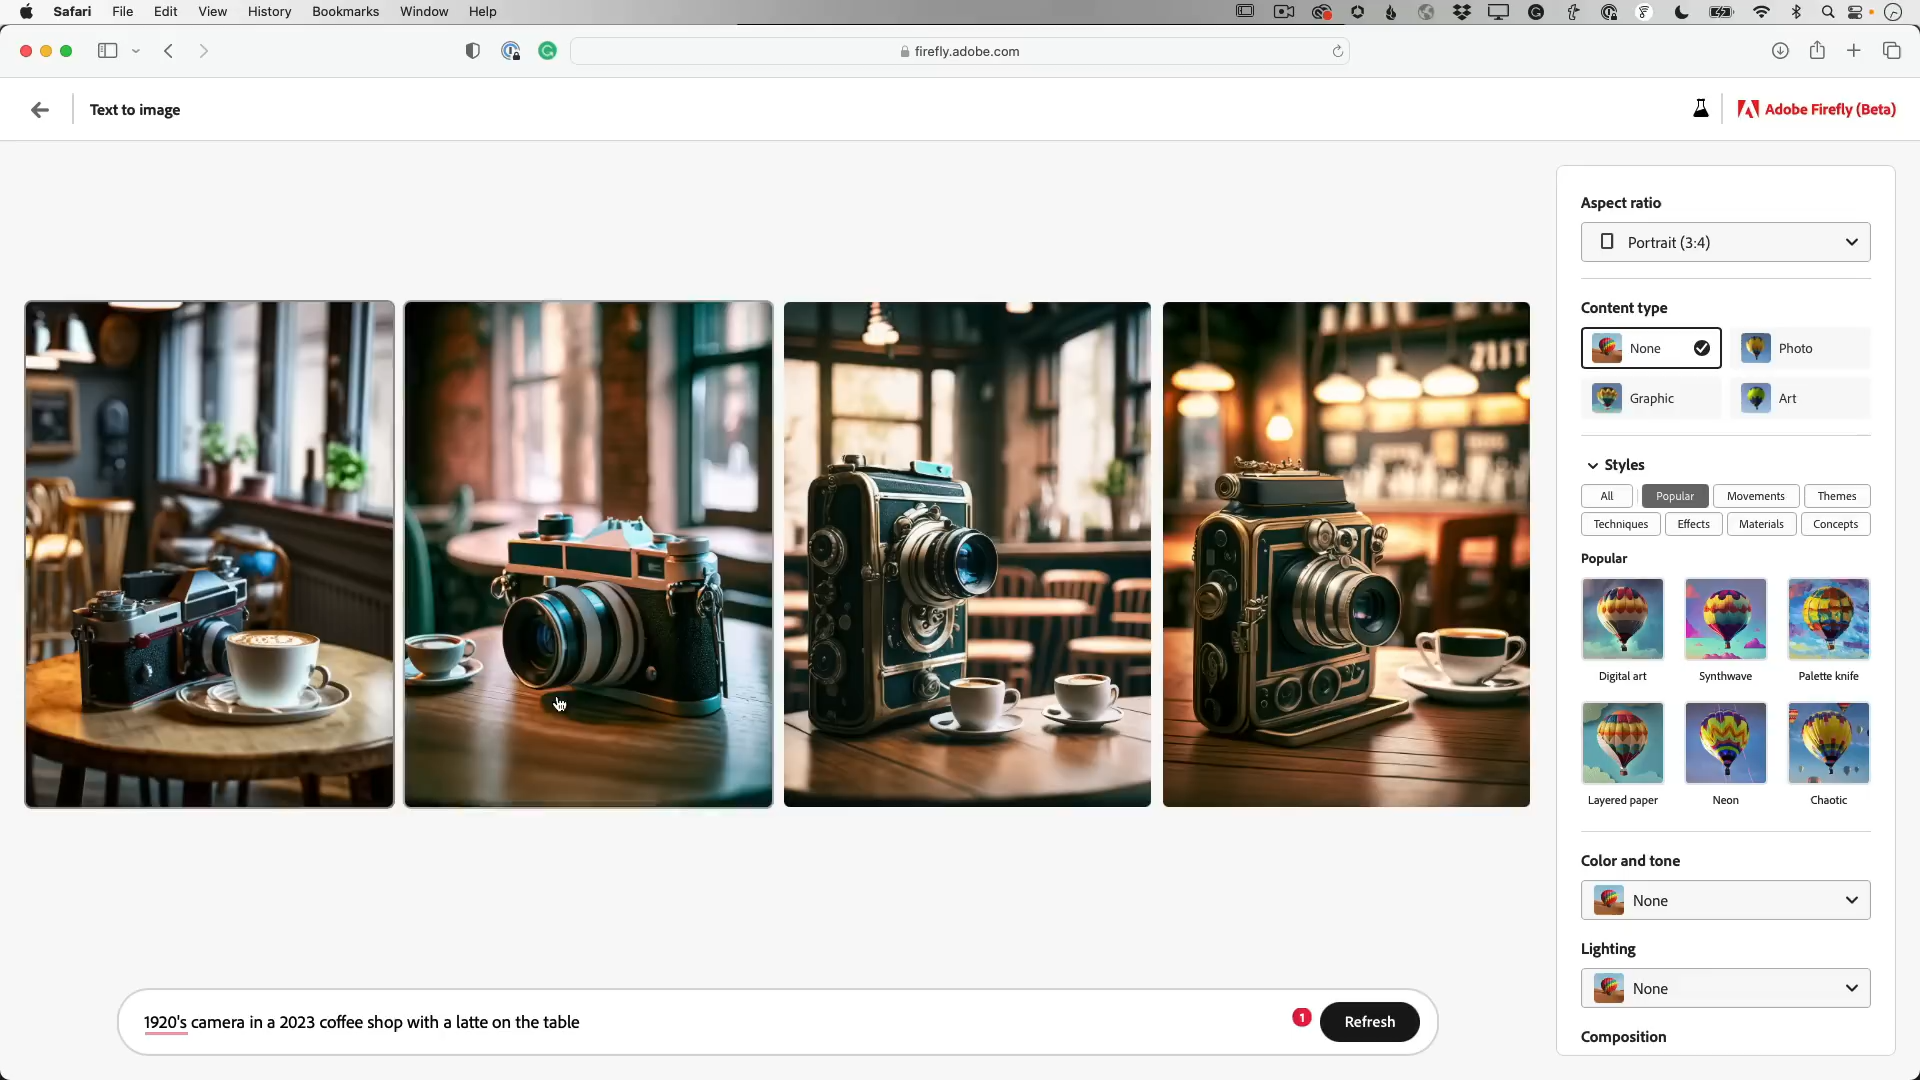 Safari File Edit View History Bookmarks Window Help
firefly.adobe.com
Text to image
Adobe Firefly (Beta)
Aspect ratio
Portrait (3:4)
Content type
None
Photo
Graphic
Art
Styles
All Popular Movements Themes
Techniques Effects Materials Concepts
Popular
Digital art Synthwave Palette knife
Layered paper Neon Chaotic
Color and tone
None
Lighting
None
Composition
1920's camera in a 2023 coffee shop with a latte on the table
1
Refresh